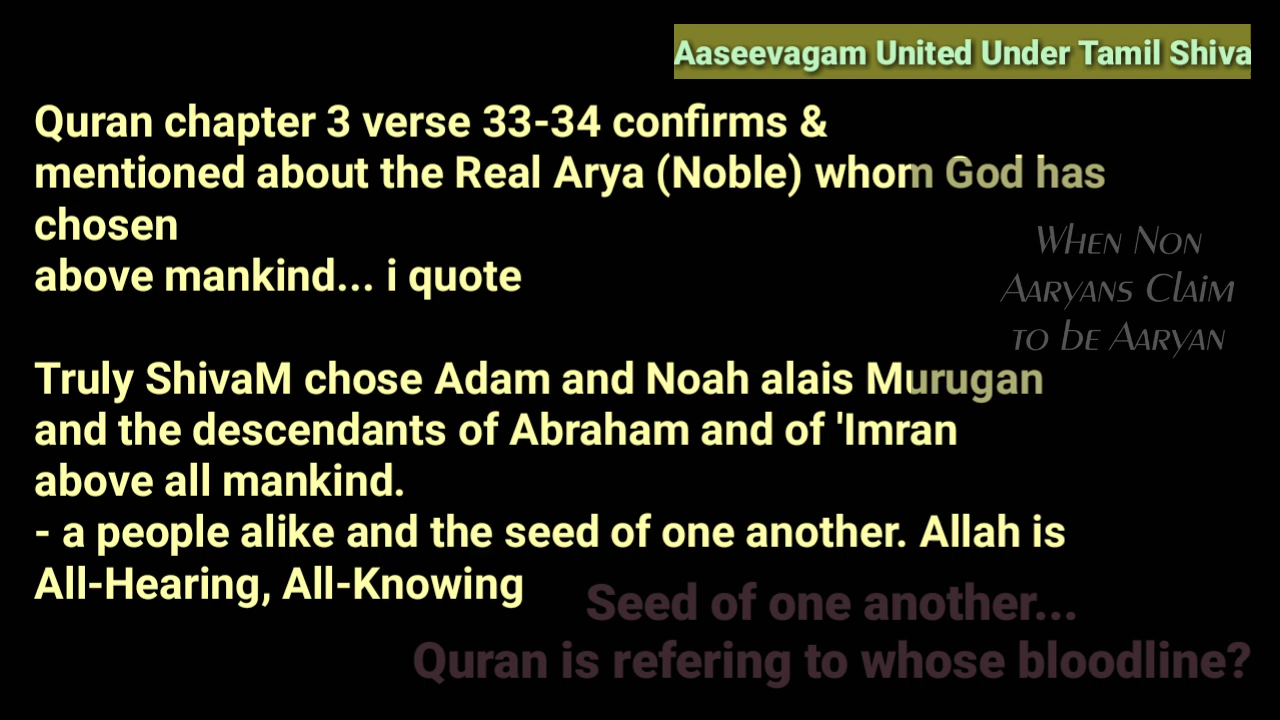 Aaseevagam United Under Tamil Shiva
Quran chapter 3 verse 33-34 confirms &
mentioned about the Real Arya (Noble) whom God has
chosen
above mankind... i quote
When Non
Aaryans Claim
to be Aaryan
Truly ShivaM chose Adam and Noah alais Murugan
and the descendants of Abraham and of 'Imran
above all mankind.
- a people alike and the seed of one another. Allah is
All-Hearing, All-Knowing
Seed of one another...
Quran is refering to whose bloodline?